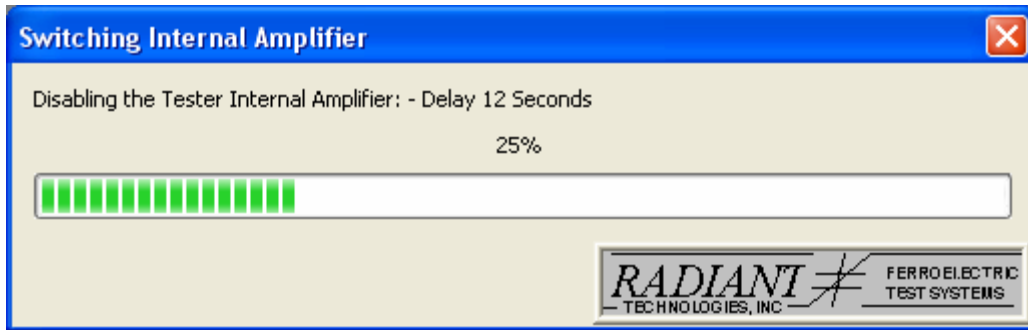 Switching Internal Amplifier
Disabling the Tester Internal Amplifier: - Delay 12 Seconds
25%
RADIANT
TECHNOLOGIES, INC
FERROELECTRIC
TEST SYSTEMS